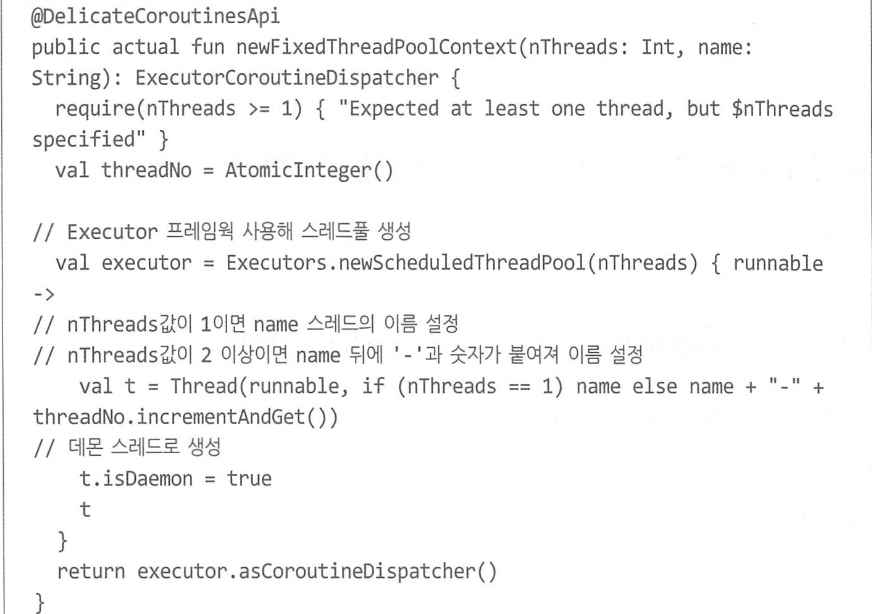 @DelicateCoroutinesApi
public actual fun newFixedThreadPoolContext(nThreads: Int, name:
String): ExecutorCoroutineDispatcher {
  require(nThreads >= 1) { "Expected at least one thread, but $nThreads
specified" }
  val threadNo = AtomicInteger()

// Executor 프레임웍 사용해 스레드풀 생성
  val executor = Executors.newScheduledThreadPool(nThreads) { runnable
->
// nThreads값이 1이면 name 스레드의 이름 설정
// nThreads값이 2 이상이면 name 뒤에 '-'과 숫자가 붙여져 이름 설정
    val t = Thread(runnable, if (nThreads == 1) name else name + "-" +
threadNo.incrementAndGet())
// 데몬 스레드로 생성
    t.isDaemon = true
    t
  }
  return executor.asCoroutineDispatcher()
}